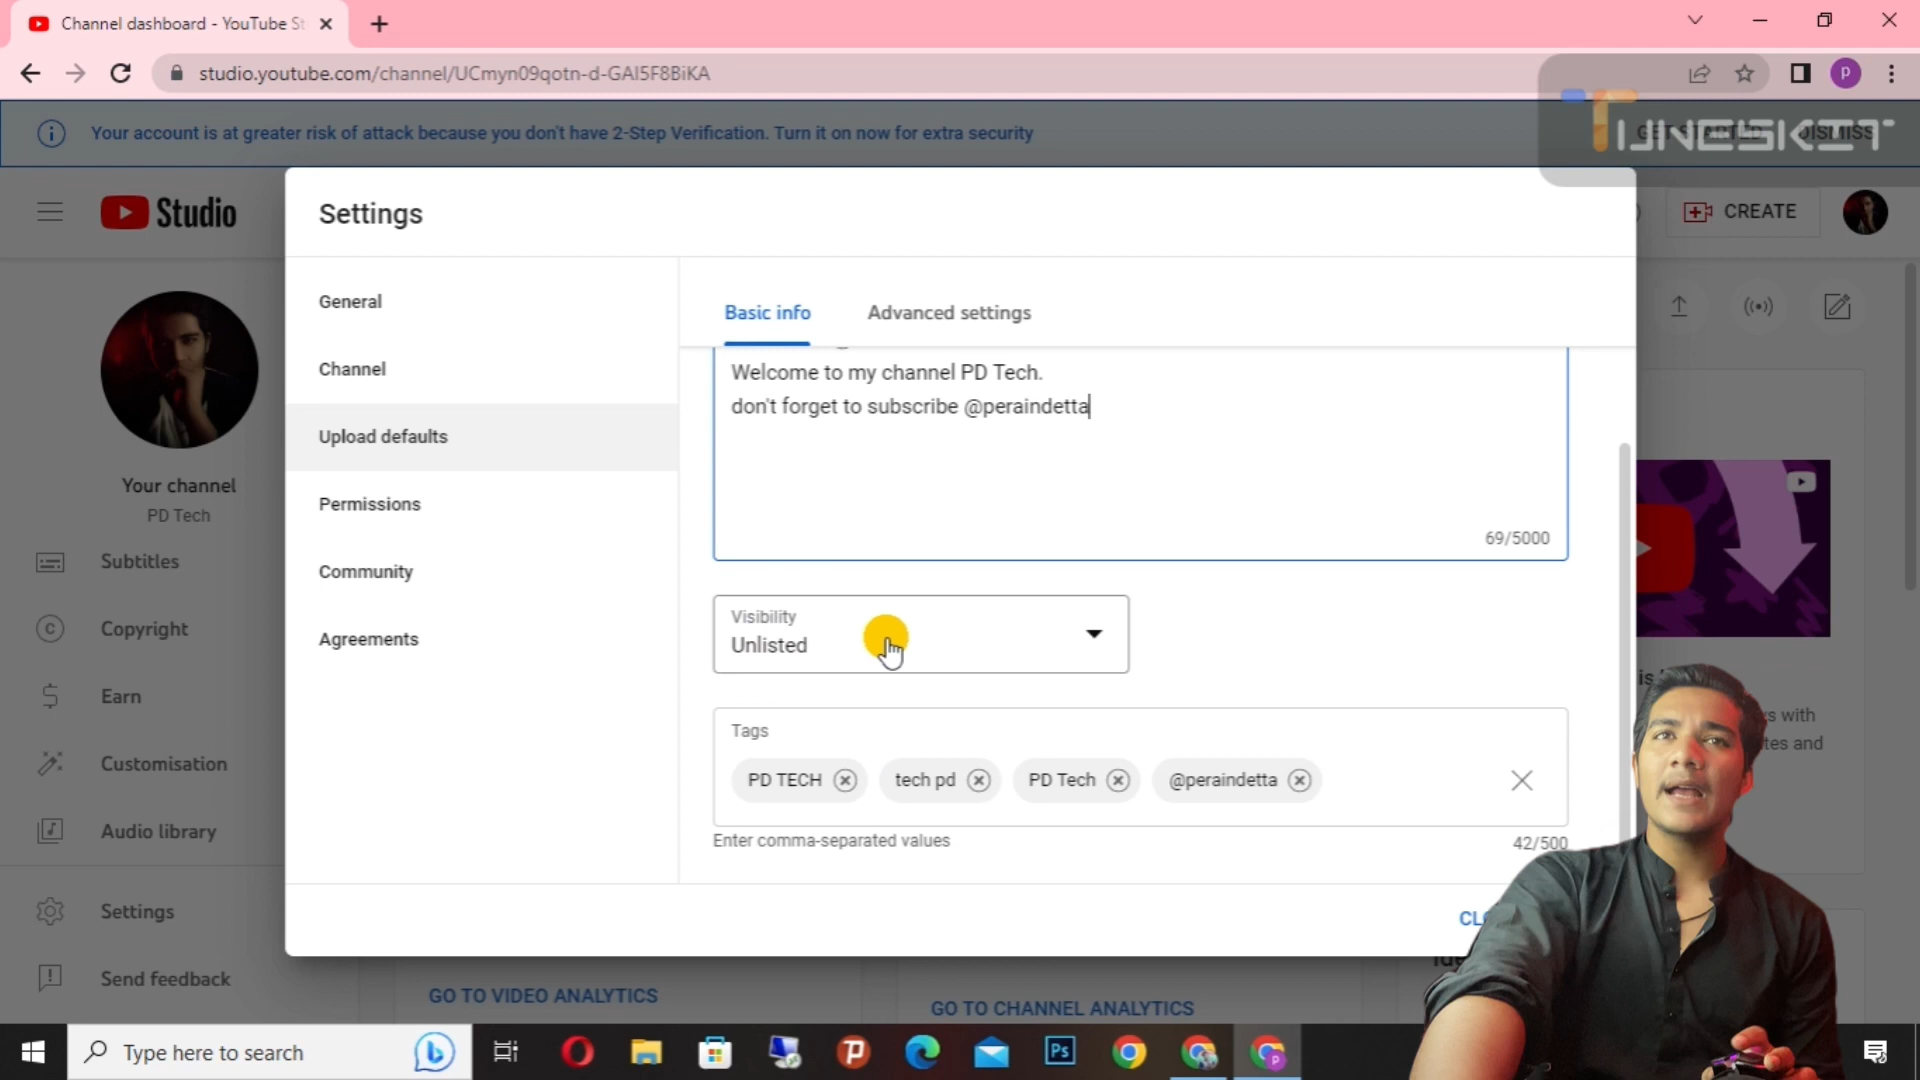 Channel dashboard - YouTube St
studio.youtube.com/channel/UCmyn09qotn-d-GAI5F8BiKA
P
Your account is at greater risk of attack because you don't have 2-Step Verification. Turn it on now for extra security
GET STARTED
DISMISS
TUNESKIT
Studio
CREATE
Settings
General
Channel
Upload defaults
Permissions
Community
Agreements
Basic info
Advanced settings
Welcome to my channel PD Tech.
don't forget to subscribe @peraindetta
69/5000
Visibility
Unlisted
Tags
PD TECH
tech pd
PD Tech
@peraindetta
Enter comma-separated values
42/500
Your channel
PD Tech
Subtitles
Copyright
Earn
Customisation
Audio library
Settings
Send feedback
GO TO VIDEO ANALYTICS
GO TO CHANNEL ANALYTICS
Type here to search
Ps